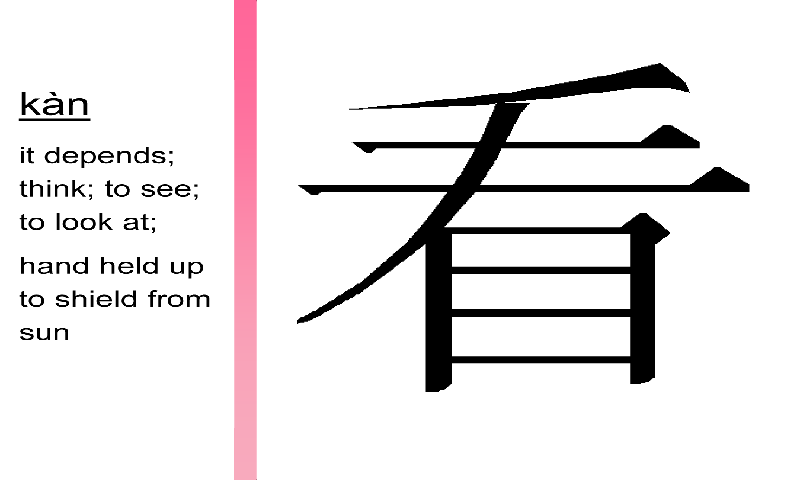 kàn
it depends;
think; to see;
to look at;
hand held up
to shield from
sun
看